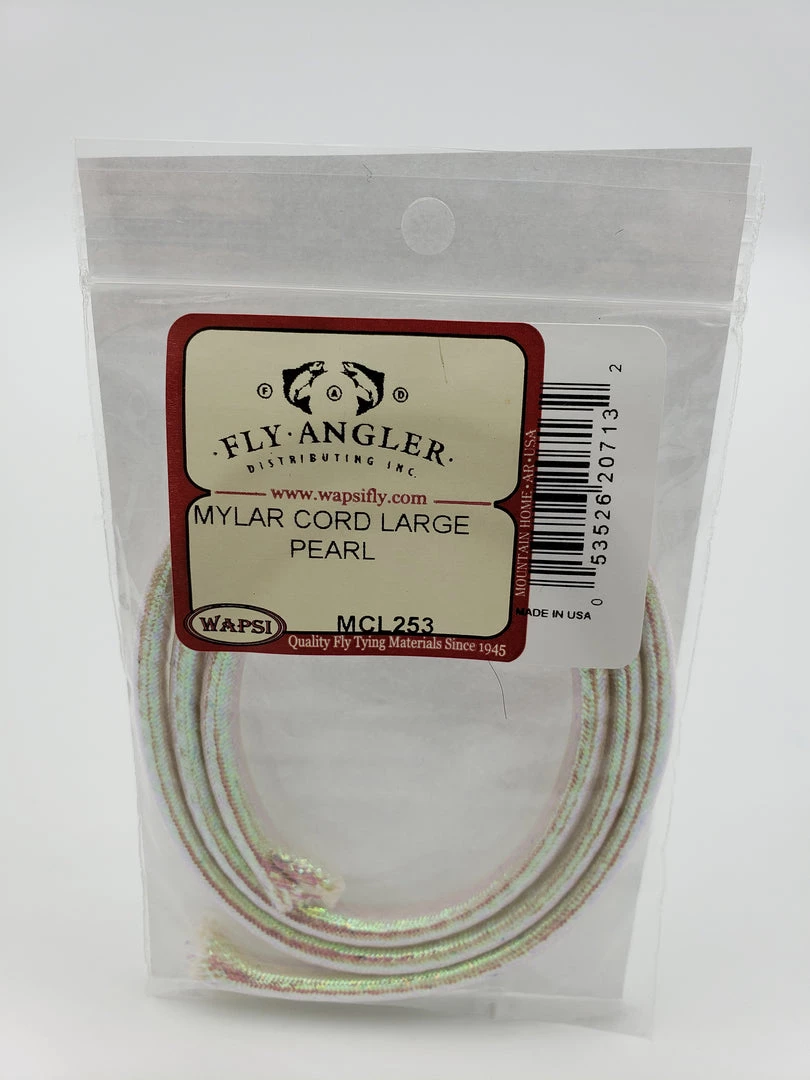 F A D
·FLY·ANGLER·
DISTRIBUTING INC.
www.wapsifly.com
MYLAR CORD LARGE
PEARL
WAPSI
MCL253
Quality Fly Tying Materials Since 1945
MOUNTAIN HOME·AR·USA
0 53526 20713 2
MADE IN USA